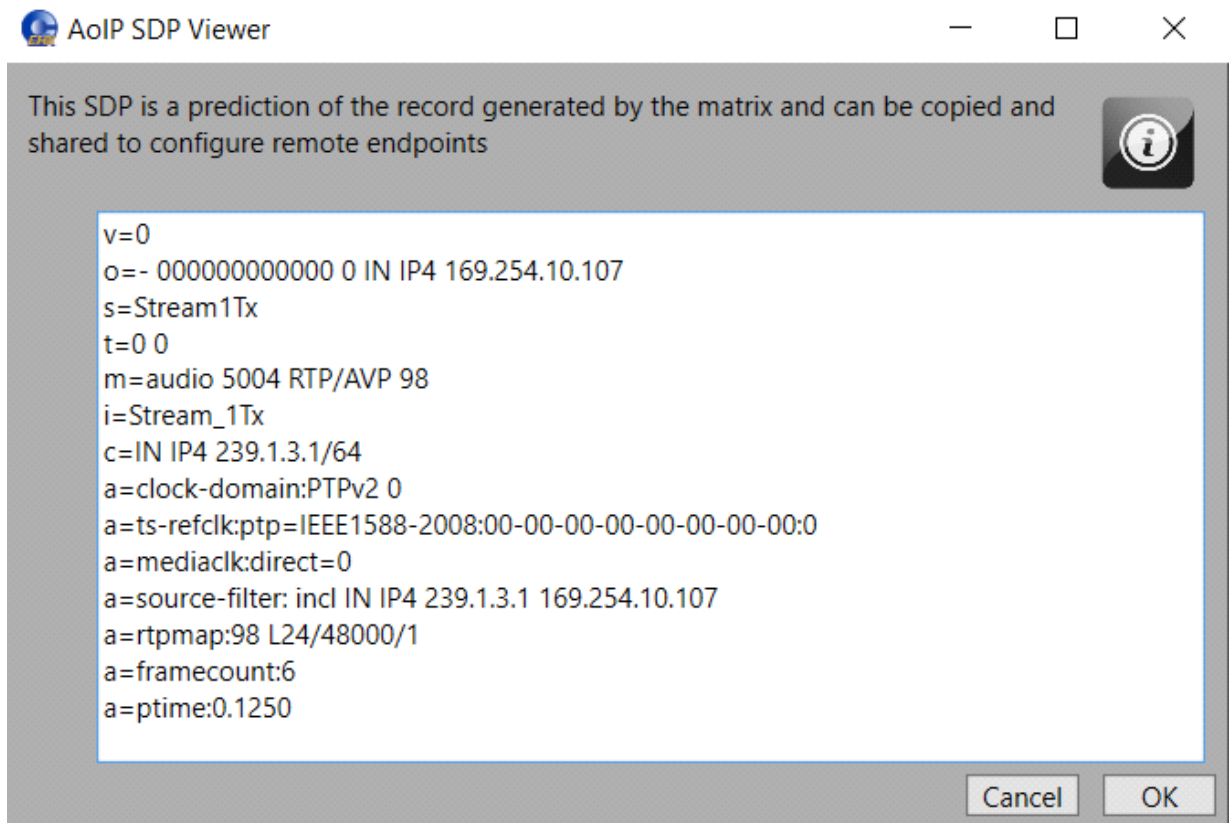 AoIP SDP Viewer
This SDP is a prediction of the record generated by the matrix and can be copied and
shared to configure remote endpoints
v=0
o=- 000000000000 0 IN IP4 169.254.10.107
s=Stream1Tx
t=0 0
m=audio 5004 RTP/AVP 98
i=Stream_1Tx
c=IN IP4 239.1.3.1/64
a=clock-domain:PTPv2 0
a=ts-refclk:ptp=IEEE1588-2008:00-00-00-00-00-00-00-00:0
a=mediaclk:direct=0
a=source-filter: incl IN IP4 239.1.3.1 169.254.10.107
a=rtpmap:98 L24/48000/1
a=framecount:6
a=ptime:0.1250
Cancel OK